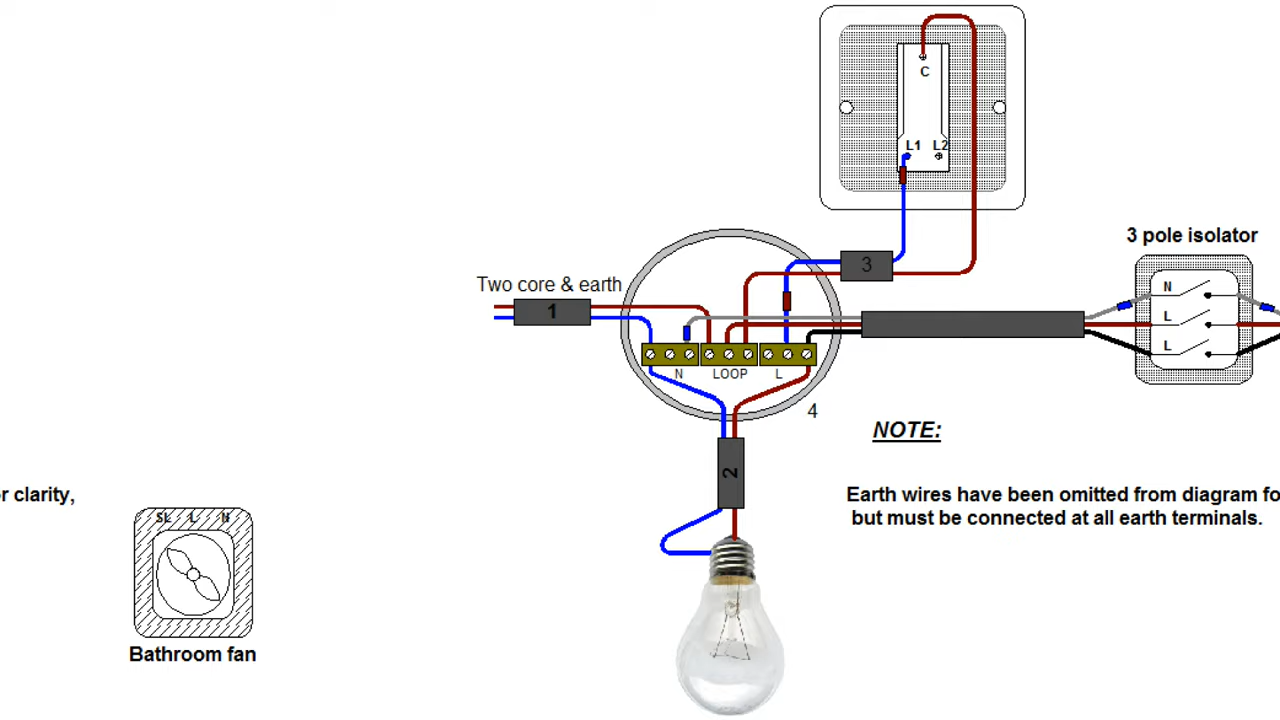 C
L1 L2
3 pole isolator
N
L
L
3
Two core & earth
1
N LOOP L
4
NOTE:
2
r clarity,
Earth wires have been omitted from diagram fo
but must be connected at all earth terminals.
SL L N
Bathroom fan